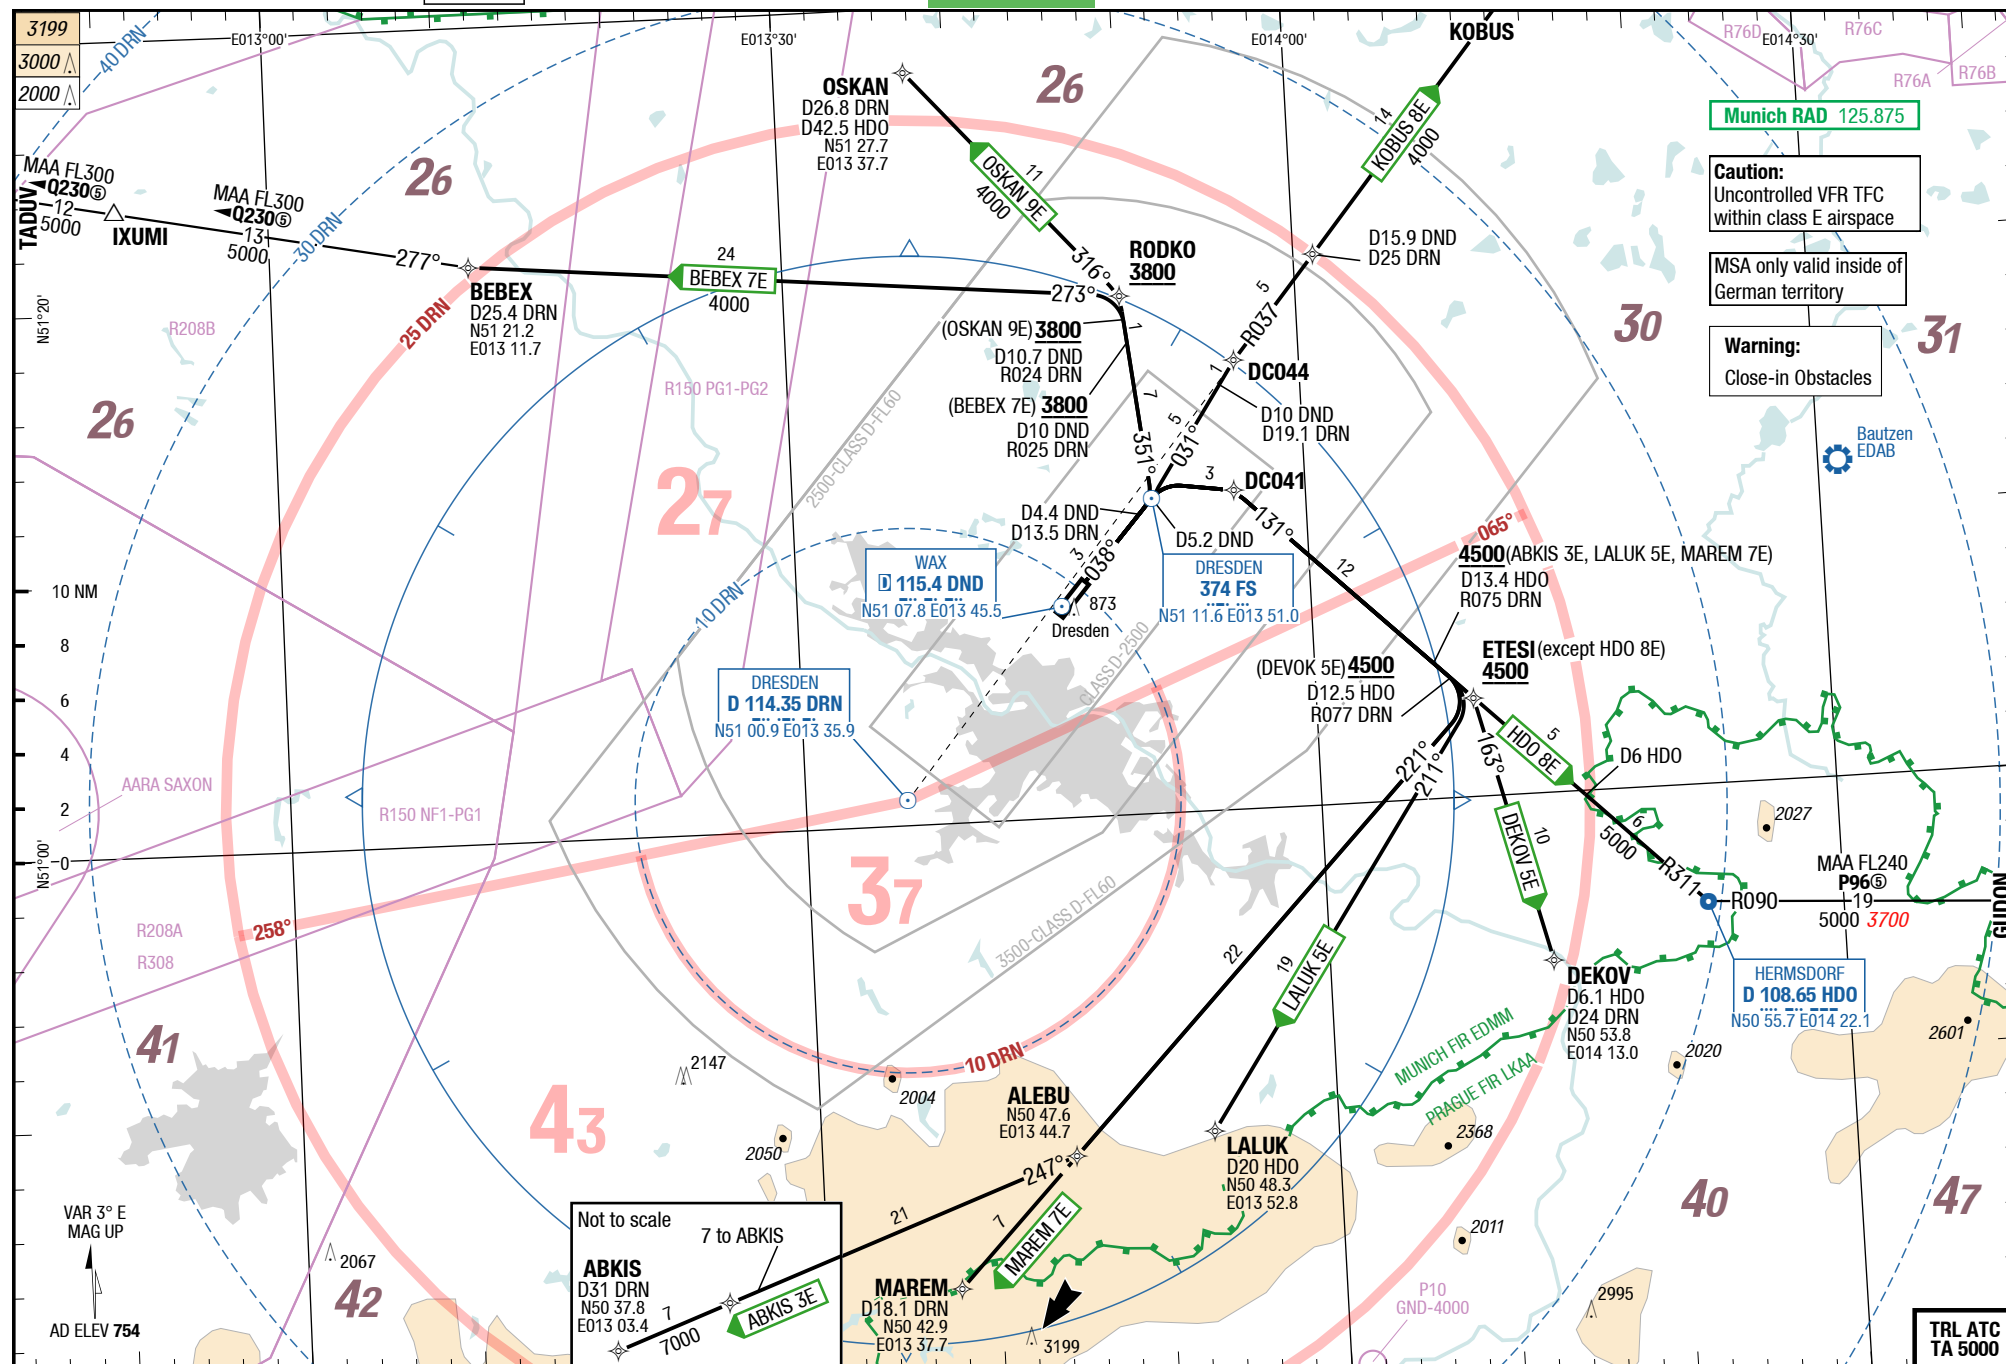 3199
3000
2000
40 DRN
E013°00'
E013°30'
E014°00'
E014°30'
KOBUS
R76D
R76C
R76A
R76B
26
OSKAN
D26.8 DRN
D42.5 HDO
N51 27.7
E013 37.7
11
OSKAN 9E
4000
316°
14
KOBUS 8E
4000
Munich RAD 125.875
Caution:
Uncontrolled VFR TFC
within class E airspace
MSA only valid inside of
German territory
Warning:
Close-in Obstacles
MAA FL300
Q230⑤
12
5000
TADUV
IXUMI
26
MAA FL300
Q230⑤
13
5000
30 DRN
277°
BEBEX
D25.4 DRN
N51 21.2
E013 11.7
24
BEBEX 7E
4000
273°
RODKO
3800
D15.9 DND
D25 DRN
5
R037
N51°20'
R208B
25 DRN
(OSKAN 9E) 3800
D10.7 DND
R024 DRN
(BEBEX 7E) 3800
D10 DND
R025 DRN
1
7
351°
1
DC044
D10 DND
D19.1 DRN
5
031°
30
31
26
R150 PG1-PG2
2500-CLASS D-FL60
27
Bautzen
EDAB
3
DC041
131°
12
D4.4 DND
D13.5 DRN
D5.2 DND
3
038°
065°
WAX
D 115.4 DND
N51 07.8 E013 45.5
DRESDEN
374 FS
N51 11.6 E013 51.0
873
Dresden
10 DRN
4500 (ABKIS 3E, LALUK 5E, MAREM 7E)
D13.4 HDO
R075 DRN
10 NM
8
6
4
2
0
N51°00'
CLASS D-2500
ETESI (except HDO 8E)
4500
(DEVOK 5E) 4500
D12.5 HDO
R077 DRN
DRESDEN
D 114.35 DRN
N51 00.9 E013 35.9
5
HDO 8E
D6 HDO
163°
221°
211°
AARA SAXON
R150 NF1-PG1
10
DEKOV 5E
6
5000
R311
2027
MAA FL240
P96⑤
R090
19
5000 3700
GUDON
37
R208A
R308
258°
3500-CLASS D-FL60
22
19
LALUK 5E
DEKOV
D6.1 HDO
D24 DRN
N50 53.8
E014 13.0
HERMSDORF
D 108.65 HDO
N50 55.7 E014 22.1
2601
41
2147
10 DRN
2004
MUNICH FIR EDMM
PRAGUE FIR LKAA
2020
43
2050
ALEBU
N50 47.6
E013 44.7
247°
2368
LALUK
D20 HDO
N50 48.3
E013 52.8
40
47
VAR 3° E
MAG UP
AD ELEV 754
2067
42
Not to scale
7 to ABKIS
ABKIS
D31 DRN
N50 37.8
E013 03.4
7
7000
ABKIS 3E
21
7
MAREM 7E
MAREM
D18.1 DRN
N50 42.9
E013 37.7
3199
2011
P10
GND-4000
2995
TRL ATC
TA 5000